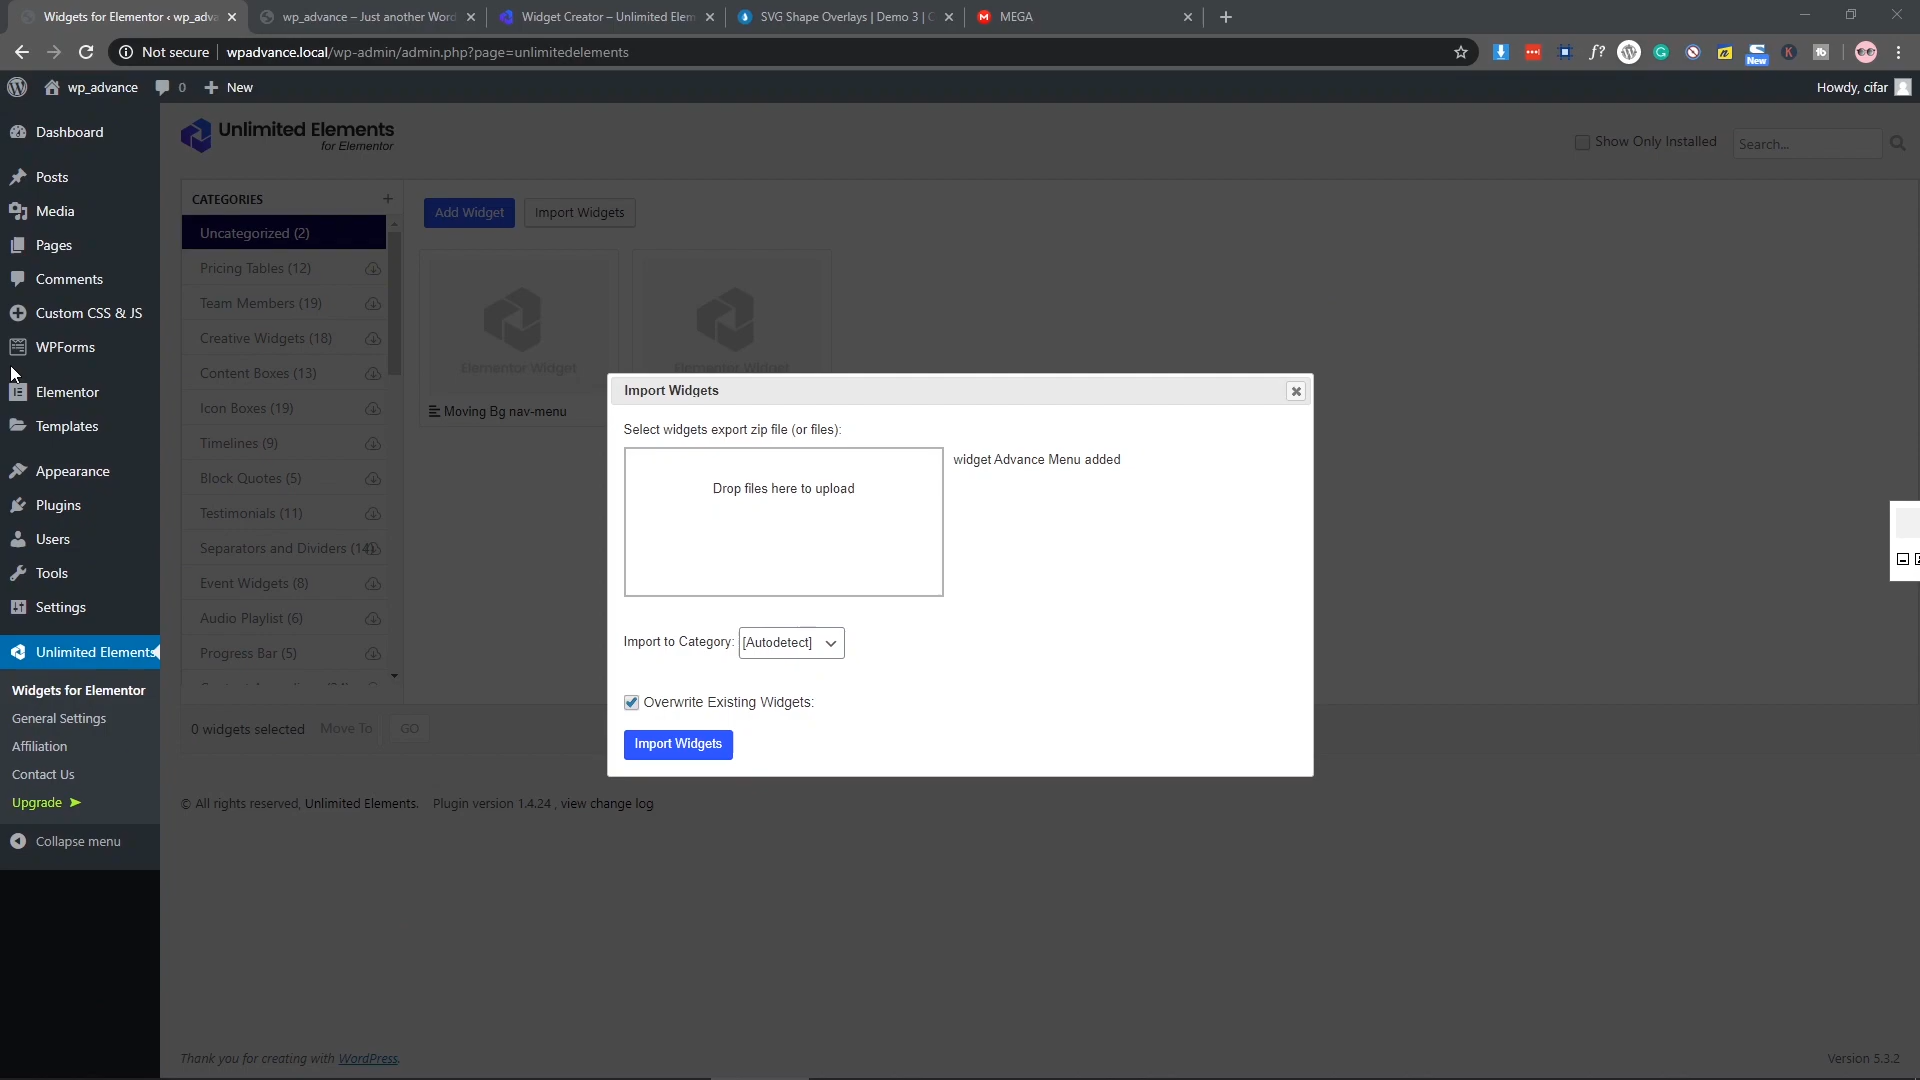 Widgets for Elementor ‹ wp_adva
wp_advance – Just another Word
Widget Creator – Unlimited Elem
SVG Shape Overlays | Demo 3 | C
MEGA
Not secure
wpadvance.local/wp-admin/admin.php?page=unlimitedelements
New
wp_advance
0
New
Howdy, cifar
Dashboard
Posts
Media
Pages
Comments
Custom CSS & JS
WPForms
Elementor
Templates
Appearance
Plugins
Users
Tools
Settings
Unlimited Elements
Widgets for Elementor
General Settings
Affiliation
Contact Us
Upgrade ➤
Collapse menu
Unlimited Elements
for Elementor
Show Only Installed
Search...
CATEGORIES
Uncategorized (2)
Pricing Tables (12)
Team Members (19)
Creative Widgets (18)
Content Boxes (13)
Icon Boxes (19)
Timelines (9)
Block Quotes (5)
Testimonials (11)
Separators and Dividers (14)
Event Widgets (8)
Audio Playlist (6)
Progress Bar (5)
Add Widget
Import Widgets
Elementor Widget
Elementor Widget
Moving Bg nav-menu
Import Widgets
Select widgets export zip file (or files):
Drop files here to upload
widget Advance Menu added
Import to Category: [Autodetect]
Overwrite Existing Widgets:
Import Widgets
0 widgets selected
Move To
GO
© All rights reserved, Unlimited Elements. Plugin version 1.4.24 , view change log
Thank you for creating with WordPress.
Version 5.3.2